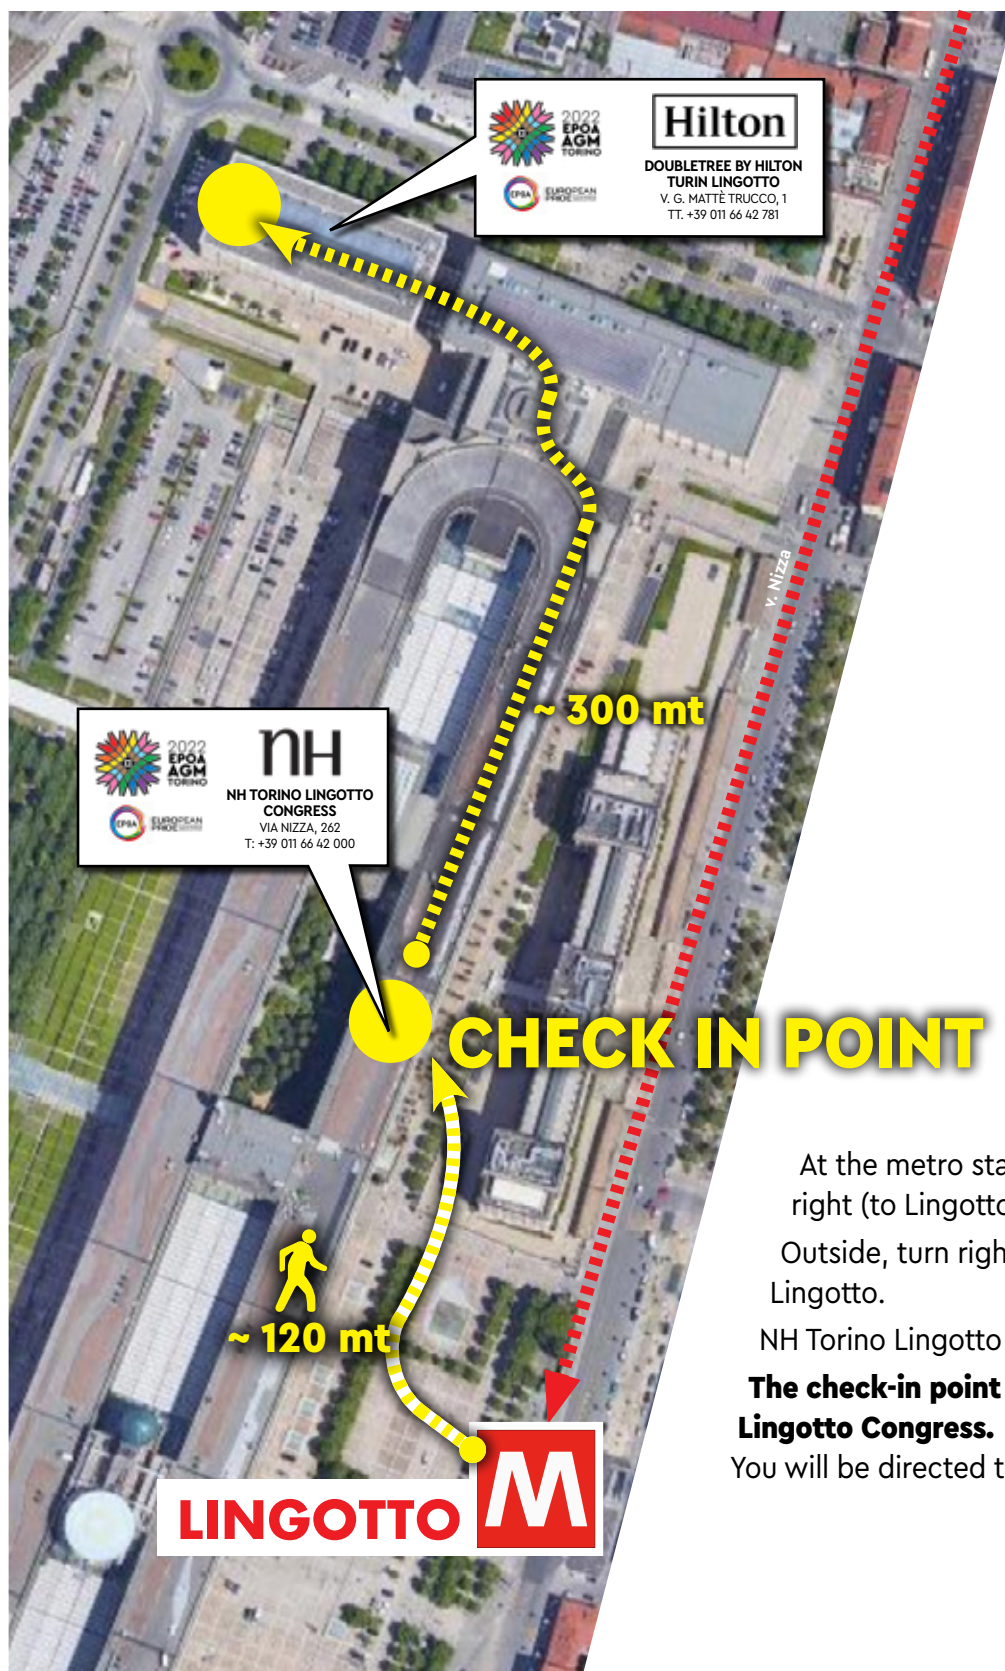 2022
EPOA
AGM
TORINO
EPOA
EUROPEAN
PRIDE
Hilton
DOUBLETREE BY HILTON
TURIN LINGOTTO
V. G. MATTÈ TRUCCO, 1
TT. +39 011 66 42 781
v. Nizza
~ 300 mt
2022
EPOA
AGM
TORINO
EPOA
EUROPEAN
PRIDE
nH
NH TORINO LINGOTTO
CONGRESS
VIA NIZZA, 262
T: +39 011 66 42 000
CHECK IN POINT
At the metro sta
right (to Lingotto
Outside, turn righ
Lingotto.
NH Torino Lingotto
The check-in point
Lingotto Congress.
You will be directed t
~ 120 mt
LINGOTTO M